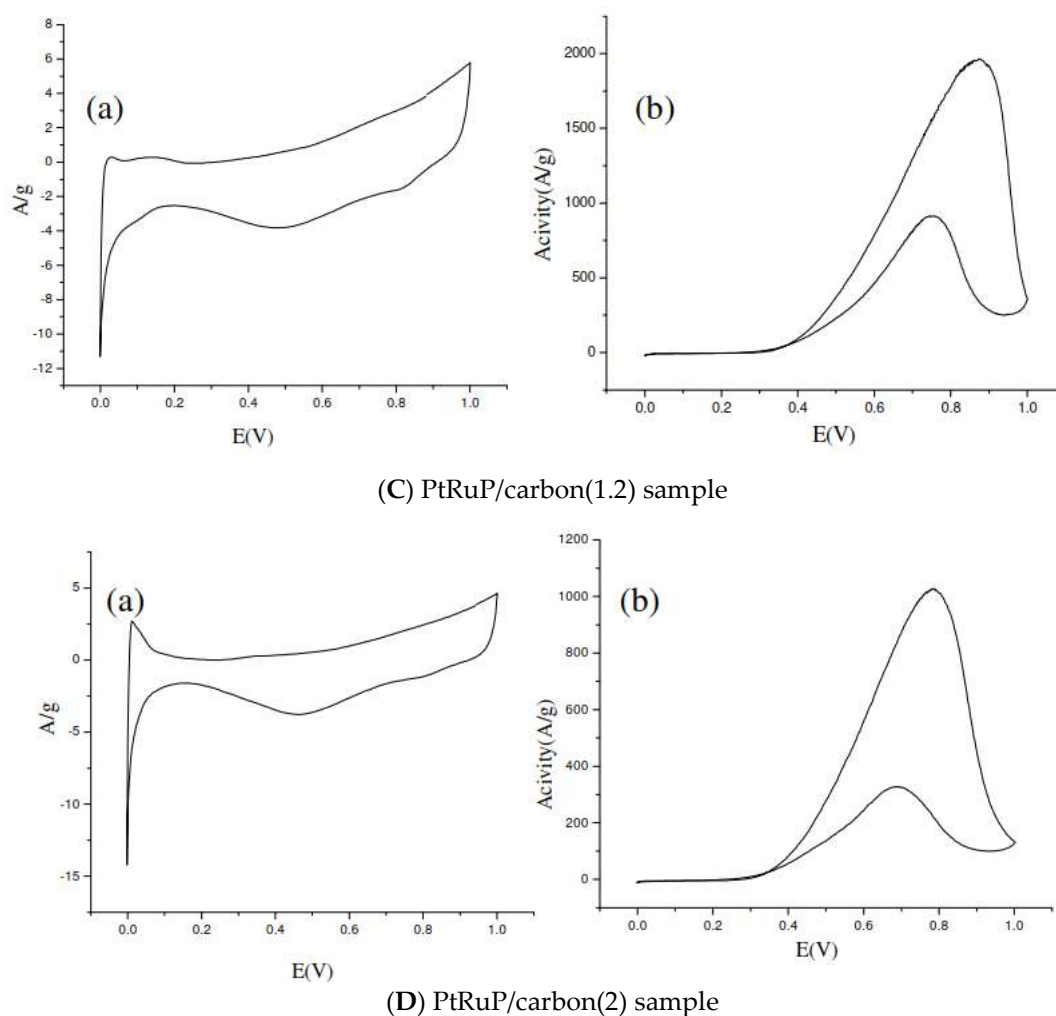 8
6
4
2
0
-2
-4
-6
-8
-10
-12
A/g
(a)
0.0 0.2 0.4 0.6 0.8 1.0
E(V)
2000
1500
1000
500
0
Acivity(A/g)
(b)
0.0 0.2 0.4 0.6 0.8 1.0
E(V)
(C) PtRuP/carbon(1.2) sample
5
0
-5
-10
-15
A/g
(a)
0.0 0.2 0.4 0.6 0.8 1.0
E(V)
1200
1000
800
600
400
200
0
Acivity(A/g)
(b)
0.0 0.2 0.4 0.6 0.8 1.0
E(V)
(D) PtRuP/carbon(2) sample